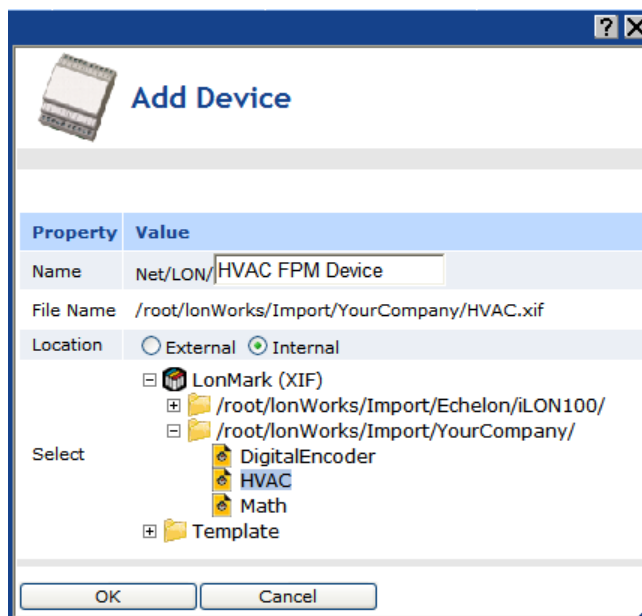 ?
Add Device
Property Value
Name Net/LON/ HVAC FPM Device
File Name /root/lonWorks/Import/YourCompany/HVAC.xif
Location External Internal
LonMark (XIF)
/root/lonWorks/Import/Echelon/iLON100/
/root/lonWorks/Import/YourCompany/
Select DigitalEncoder
HVAC
Math
Template
OK Cancel